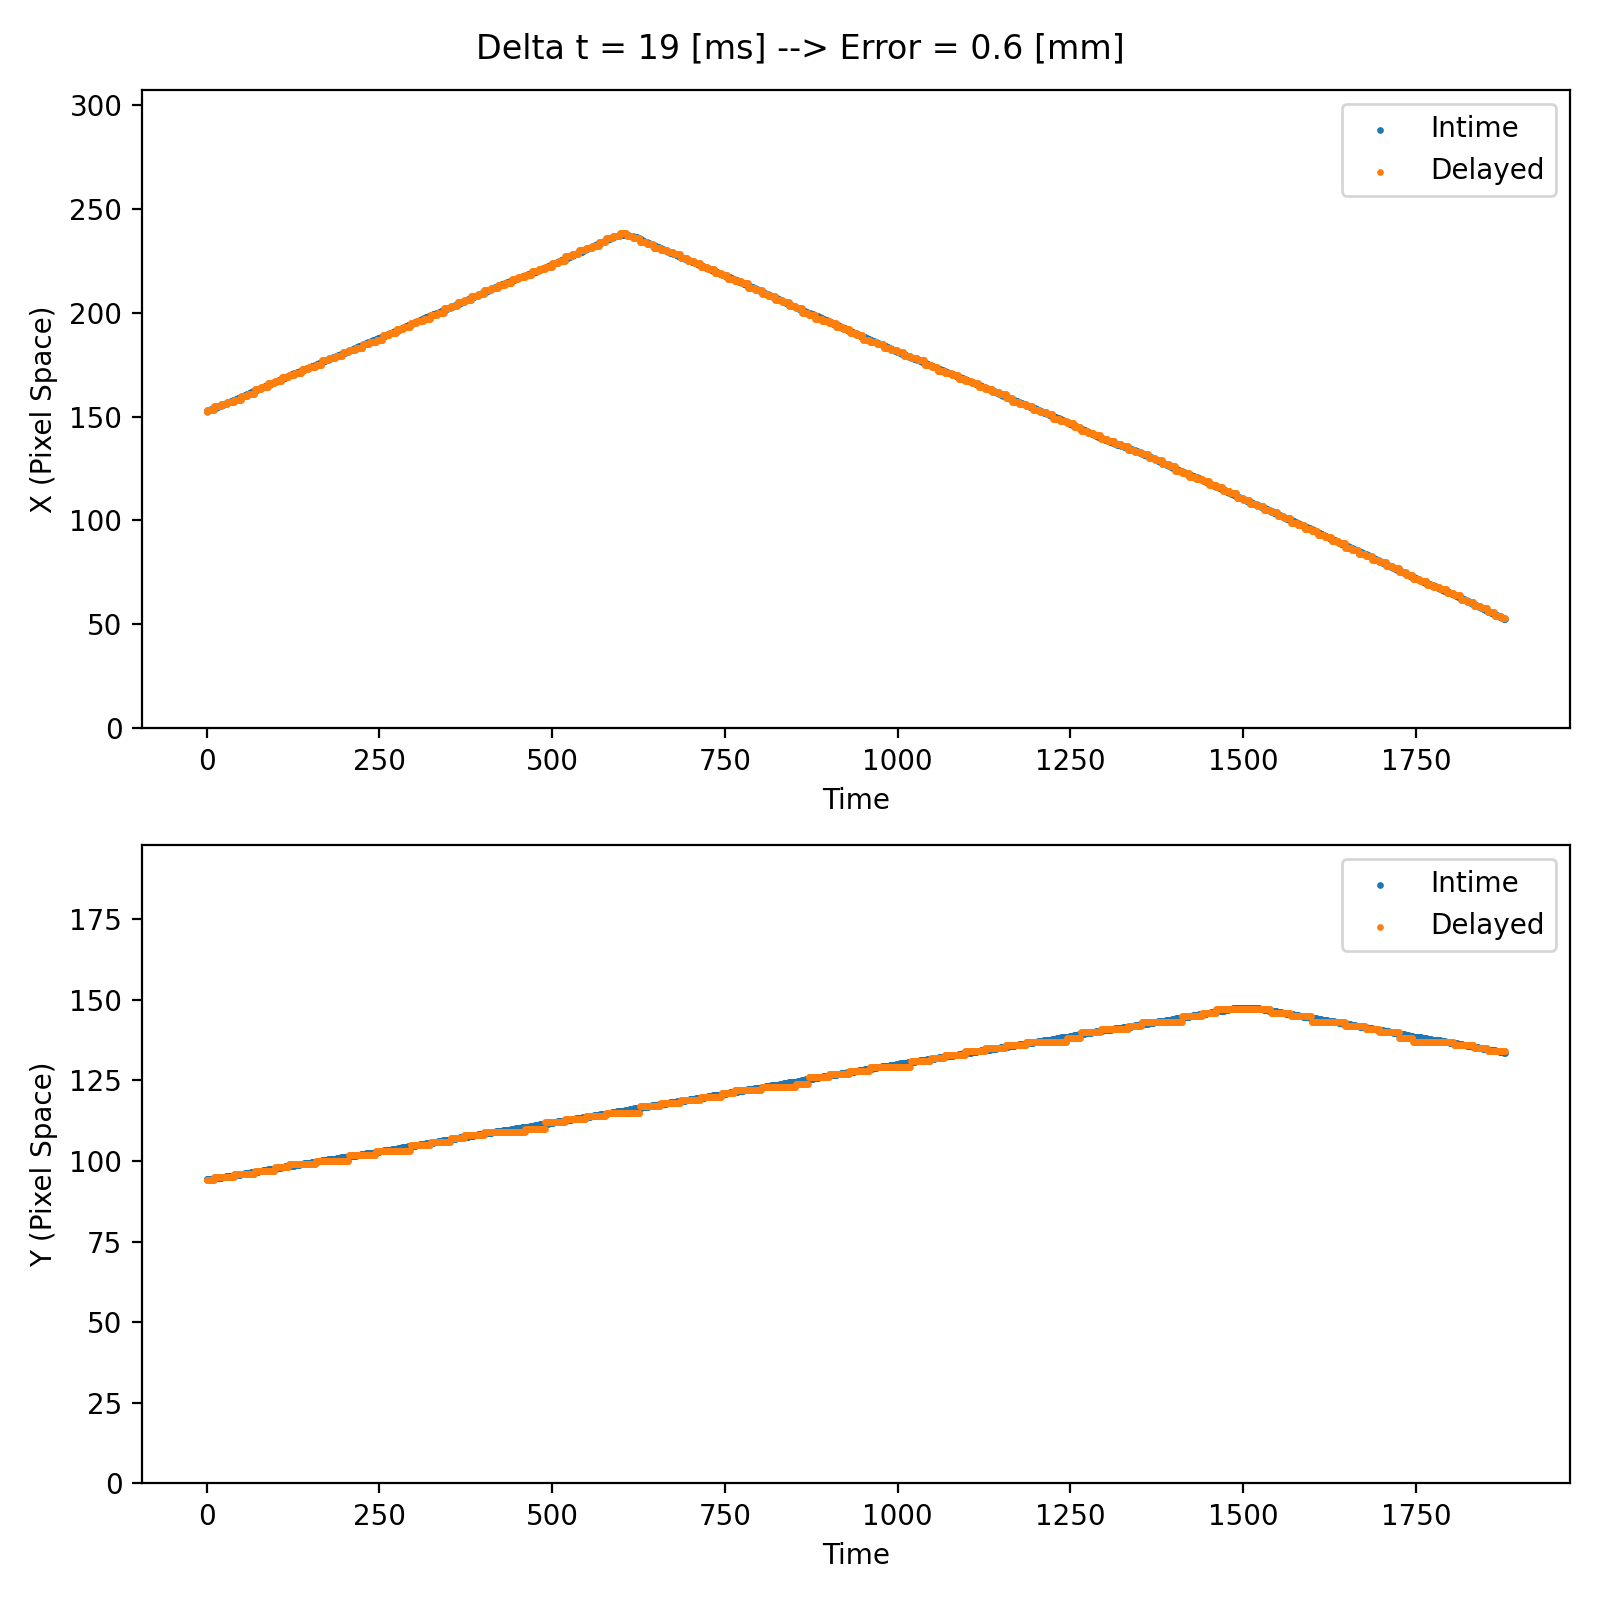 Delta t = 19 [ms] --> Error = 0.6 [mm]
300
250
200
150
100
50
0
X (Pixel Space)
Intime
Delayed
0 250 500 750 1000 1250 1500 1750
Time
175
150
125
100
75
50
25
0
Y (Pixel Space)
Intime
Delayed
0 250 500 750 1000 1250 1500 1750
Time